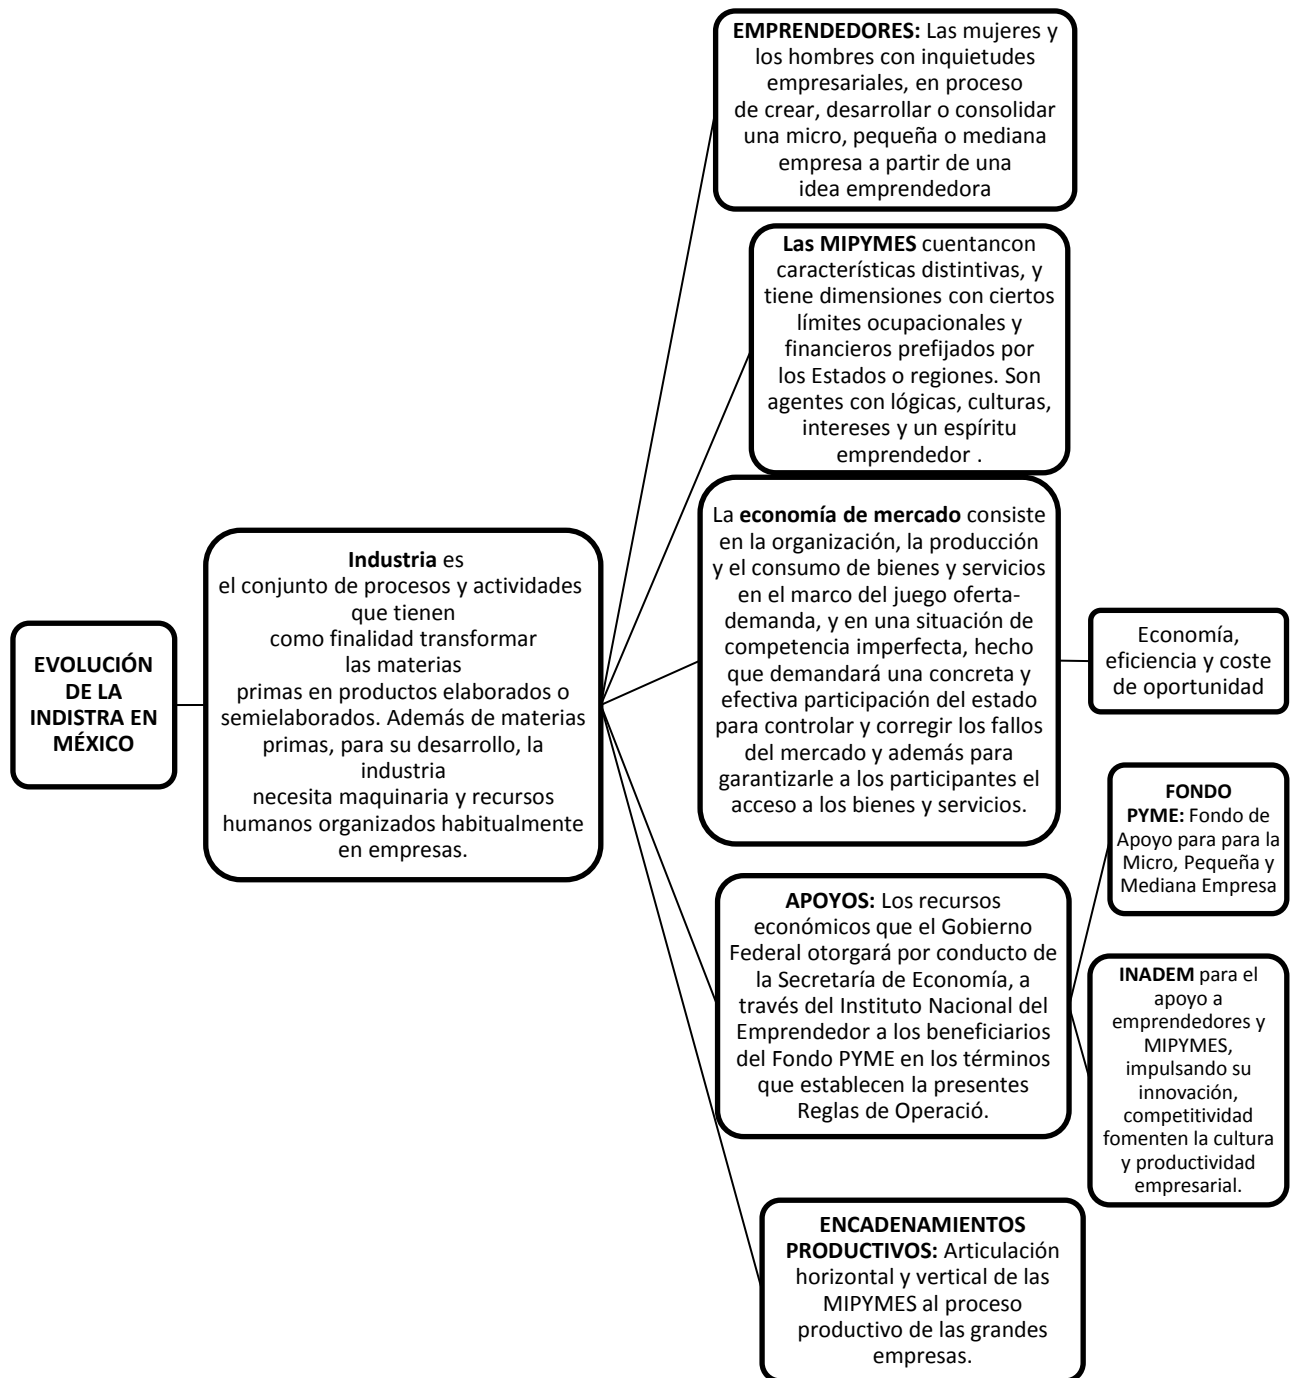 EVOLUCIÓN
DE LA
INDISTRA EN
MÉXICO
Industria es
el conjunto de procesos y actividades
que tienen
como finalidad transformar
las materias
primas en productos elaborados o
semielaborados. Además de materias
primas, para su desarrollo, la
industria
necesita maquinaria y recursos
humanos organizados habitualmente
en empresas.
EMPRENDEDORES: Las mujeres y
los hombres con inquietudes
empresariales, en proceso
de crear, desarrollar o consolidar
una micro, pequeña o mediana
empresa a partir de una
idea emprendedora
Las MIPYMES cuentancon
características distintivas, y
tiene dimensiones con ciertos
límites ocupacionales y
financieros prefijados por
los Estados o regiones. Son
agentes con lógicas, culturas,
intereses y un espíritu
emprendedor .
La economía de mercado consiste
en la organización, la producción
y el consumo de bienes y servicios
en el marco del juego oferta-
demanda, y en una situación de
competencia imperfecta, hecho
que demandará una concreta y
efectiva participación del estado
para controlar y corregir los fallos
del mercado y además para
garantizarle a los participantes el
acceso a los bienes y servicios.
Economía,
eficiencia y coste
de oportunidad
APOYOS: Los recursos
económicos que el Gobierno
Federal otorgará por conducto de
la Secretaría de Economía, a
través del Instituto Nacional del
Emprendedor a los beneficiarios
del Fondo PYME en los términos
que establecen la presentes
Reglas de Operació.
FONDO
PYME: Fondo de
Apoyo para para la
Micro, Pequeña y
Mediana Empresa
INADEM para el
apoyo a
emprendedores y
MIPYMES,
impulsando su
innovación,
competitividad
fomenten la cultura
y productividad
empresarial.
ENCADENAMIENTOS
PRODUCTIVOS: Articulación
horizontal y vertical de las
MIPYMES al proceso
productivo de las grandes
empresas.